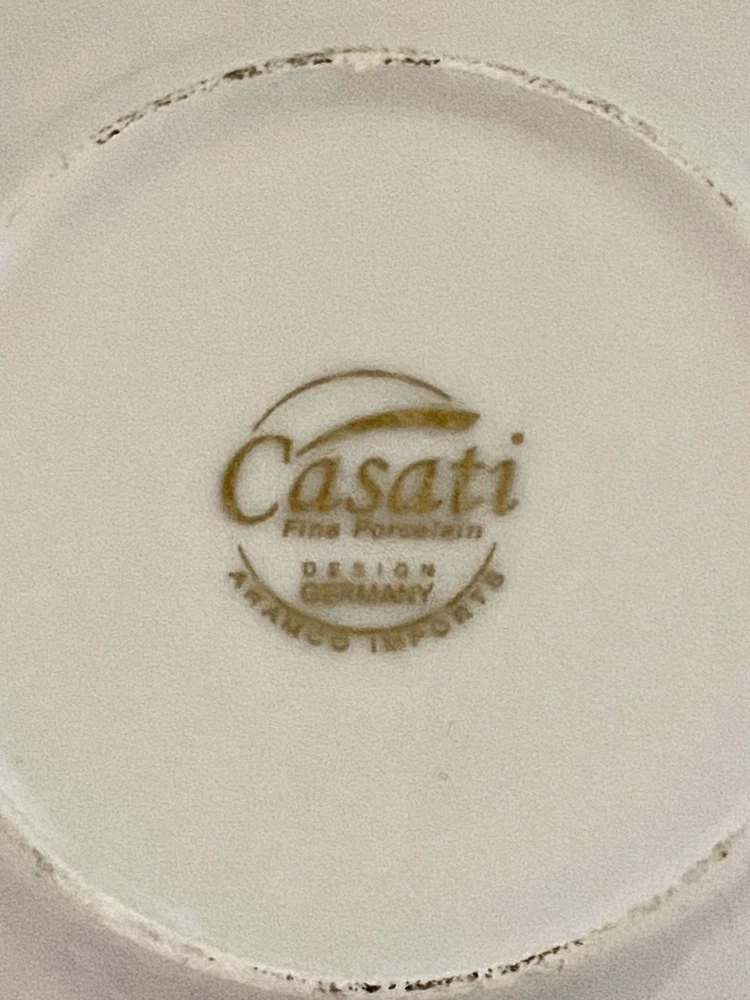 Casati
Fine Porcelain
DESIGN
GERMANY
ARAMCO IMPORTS